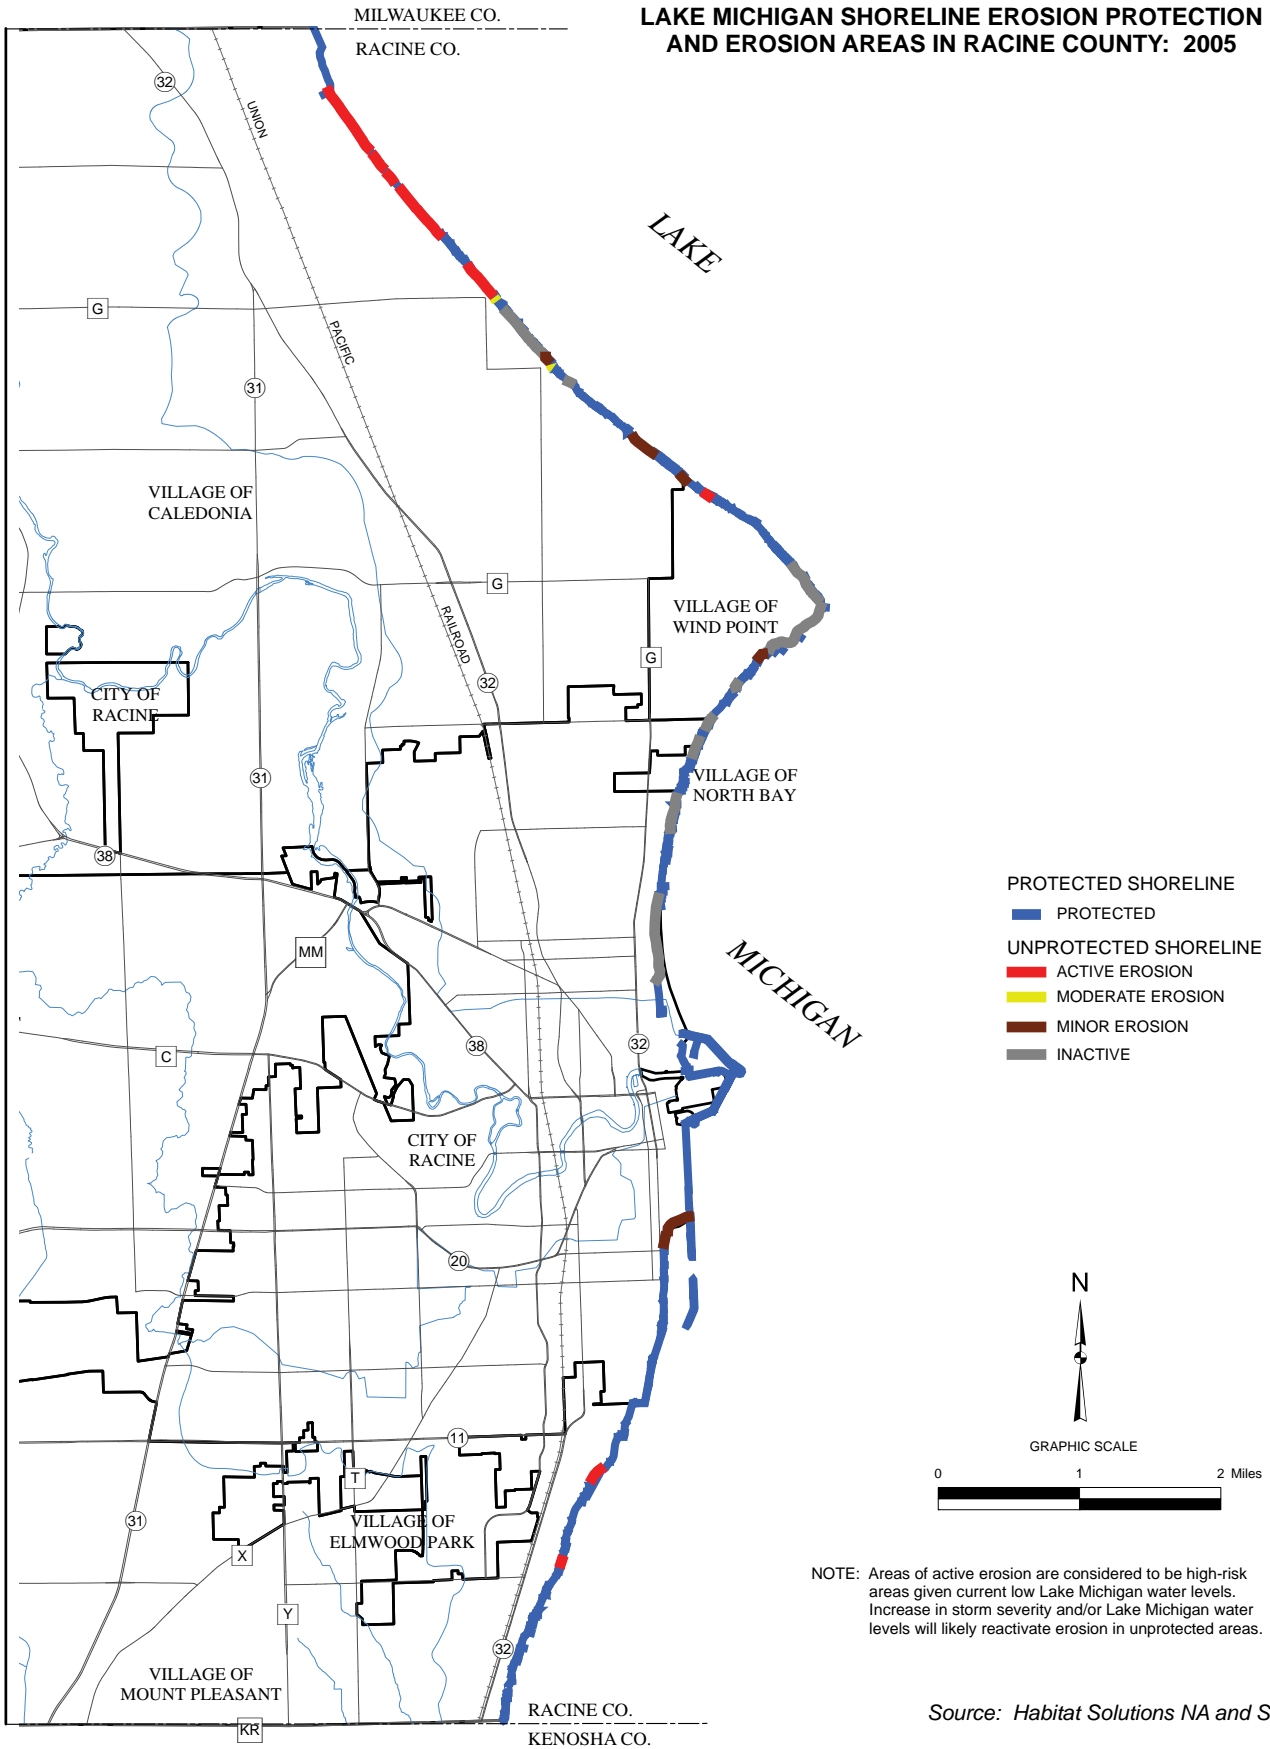 MILWAUKEE CO.
RACINE CO.
LAKE MICHIGAN SHORELINE EROSION PROTECTION
AND EROSION AREAS IN RACINE COUNTY: 2005
32
UNION
LAKE
G
PACIFIC
31
VILLAGE OF
CALEDONIA
G
RAILROAD
VILLAGE OF
WIND POINT
G
32
CITY OF
RACINE
31
VILLAGE OF
NORTH BAY
38
PROTECTED SHORELINE
PROTECTED
UNPROTECTED SHORELINE
ACTIVE EROSION
MODERATE EROSION
MINOR EROSION
INACTIVE
MM
MICHIGAN
C
38
32
CITY OF
RACINE
20
N
11
GRAPHIC SCALE
0 1 2 Miles
T
31
VILLAGE OF
ELMWOOD PARK
X
Y
NOTE: Areas of active erosion are considered to be high-risk
areas given current low Lake Michigan water levels.
Increase in storm severity and/or Lake Michigan water
levels will likely reactivate erosion in unprotected areas.
32
VILLAGE OF
MOUNT PLEASANT
KR
RACINE CO.
KENOSHA CO.
Source: Habitat Solutions NA and S